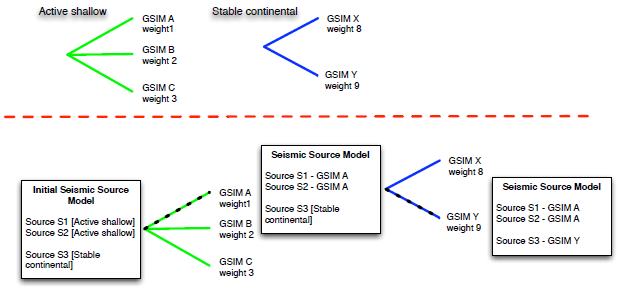 Active shallow
GSIM A
weight1
GSIM B
weight 2
GSIM C
weight 3
Stable continental
GSIM X
weight 8
GSIM Y
weight 9
Initial Seismic Source
Model
Source S1 [Active shallow]
Source S2 [Active shallow]
Source S3 [Stable
continental]
GSIM A
weight1
GSIM B
weight 2
GSIM C
weight 3
Seismic Source Model
Source S1 - GSIM A
Source S2 - GSIM A
Source S3 [Stable
continental]
GSIM X
weight 8
GSIM Y
weight 9
Seismic Source Model
Source S1 - GSIM A
Source S2 - GSIM A
Source S3 - GSIM Y